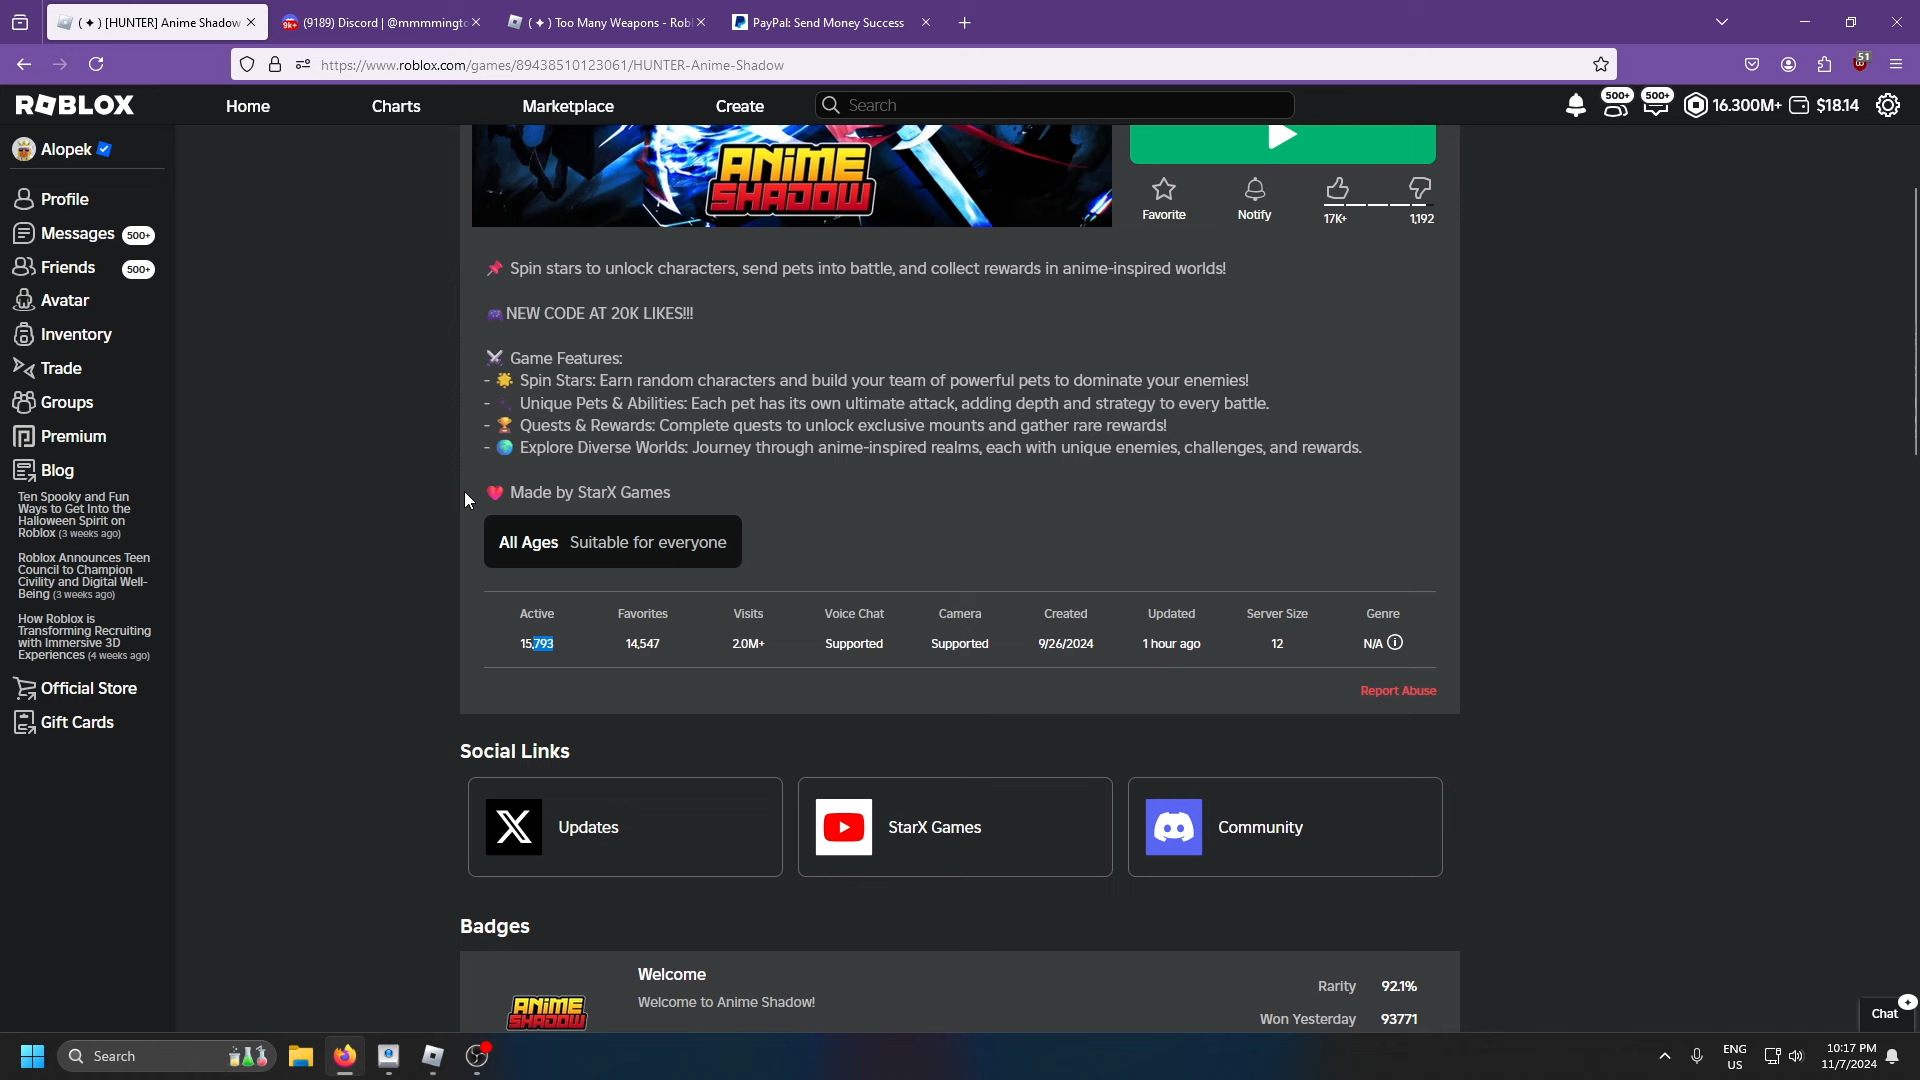 ( ✦ ) [HUNTER] Anime Shadow
(9189) Discord | @mmmmingto
( ✦ ) Too Many Weapons - Rob
PayPal: Send Money Success
https://www.roblox.com/games/89438510123061/HUNTER-Anime-Shadow
51
ROBLOX
Home
Charts
Marketplace
Create
Search
500+
500+
16.300M+
$18.14
Alopek
Profile
Messages 500+
Friends 500+
Avatar
Inventory
Trade
Groups
Premium
Blog
Ten Spooky and Fun
Ways to Get Into the
Halloween Spirit on
Roblox (3 weeks ago)
Roblox Announces Teen
Council to Champion
Civility and Digital Well-
Being (3 weeks ago)
How Roblox is
Transforming Recruiting
with Immersive 3D
Experiences (4 weeks ago)
Official Store
Gift Cards
ANIME
SHADOW
Favorite
Notify
17K+
1,192
📌 Spin stars to unlock characters, send pets into battle, and collect rewards in anime-inspired worlds!
🎮NEW CODE AT 20K LIKES!!!
⚔️ Game Features:
- 🌟 Spin Stars: Earn random characters and build your team of powerful pets to dominate your enemies!
- Unique Pets & Abilities: Each pet has its own ultimate attack, adding depth and strategy to every battle.
- 🏆 Quests & Rewards: Complete quests to unlock exclusive mounts and gather rare rewards!
- 🌍 Explore Diverse Worlds: Journey through anime-inspired realms, each with unique enemies, challenges, and rewards.
❤️ Made by StarX Games
All Ages Suitable for everyone
Active Favorites Visits Voice Chat Camera Created Updated Server Size Genre
15,793 14,547 2.0M+ Supported Supported 9/26/2024 1 hour ago 12 N/A
Report Abuse
Social Links
Updates
StarX Games
Community
Badges
Welcome
Welcome to Anime Shadow!
ANIME
SHADOW
Rarity 92.1%
Won Yesterday 93771
Chat
Search
ENG
US
10:17 PM
11/7/2024